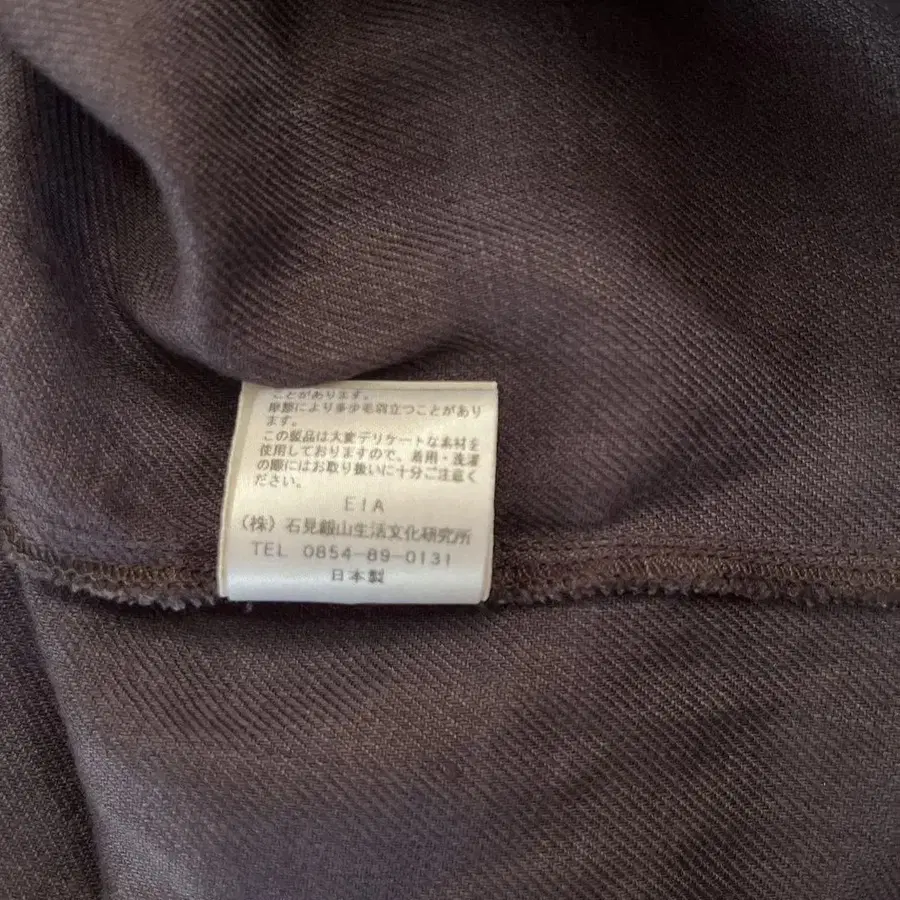 ことがあります。
摩擦により多少毛羽立つことがあり
ます。
この製品は大変デリケートな素材を
使用しておりますので、着用・洗濯
の際にはお取り扱いに十分ご注意く
ださい。
EIA
(株)石見銀山生活文化研究所
TEL 0854-89-0131
日本製